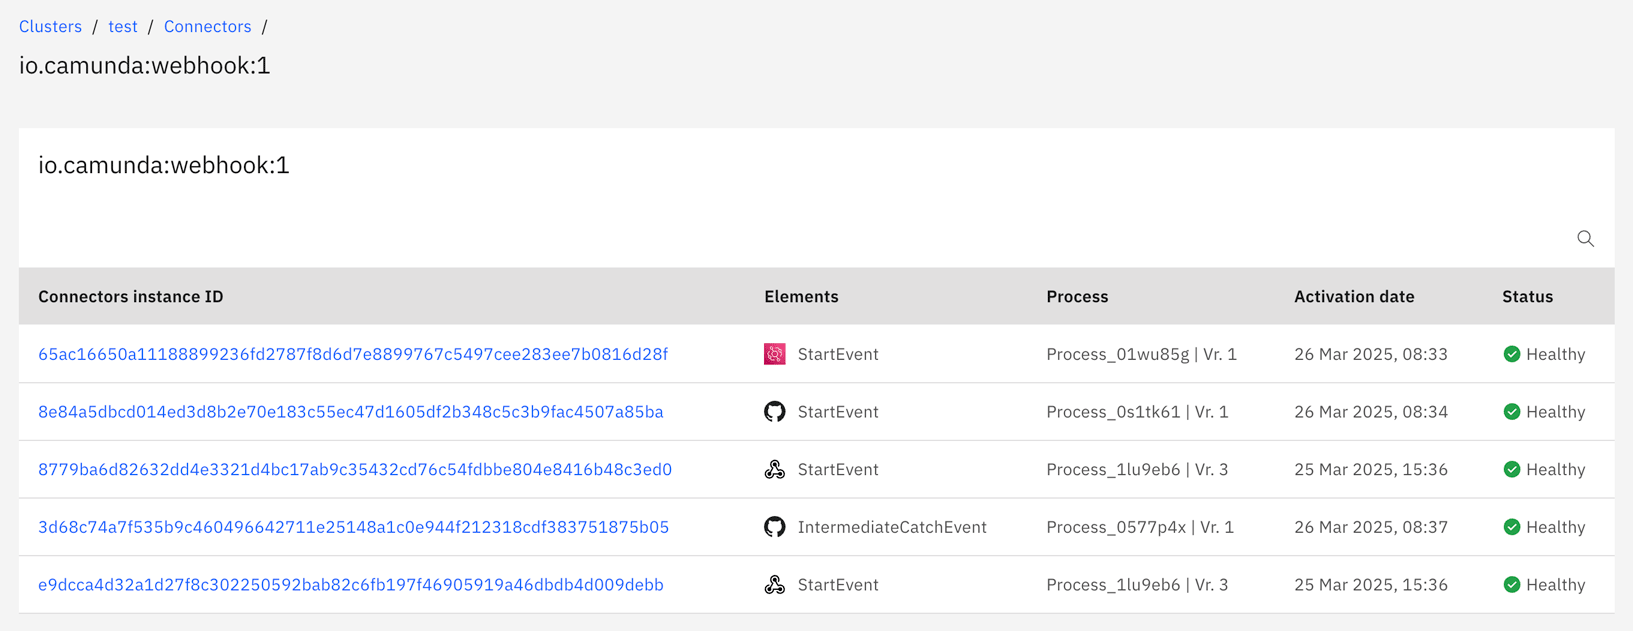 Clusters / test / Connectors /
io.camunda:webhook:1
io.camunda:webhook:1
Connectors instance ID Elements Process Activation date Status
65ac16650a11188899236fd2787f8d6d7e8899767c5497cee283ee7b0816d28f StartEvent Process_01wu85g | Vr. 1 26 Mar 2025, 08:33 Healthy
8e84a5dbcd014ed3d8b2e70e183c55ec47d1605df2b348c5c3b9fac4507a85ba StartEvent Process_0s1tk61 | Vr. 1 26 Mar 2025, 08:34 Healthy
8779ba6d82632dd4e3321d4bc17ab9c35432cd76c54fdbbe804e8416b48c3ed0 StartEvent Process_1lu9eb6 | Vr. 3 25 Mar 2025, 15:36 Healthy
3d68c74a7f535b9c460496642711e25148a1c0e944f212318cdf383751875b05 IntermediateCatchEvent Process_0577p4x | Vr. 1 26 Mar 2025, 08:37 Healthy
e9dcca4d32a1d27f8c302250592bab82c6fb197f46905919a46dbdb4d009debb StartEvent Process_1lu9eb6 | Vr. 3 25 Mar 2025, 15:36 Healthy